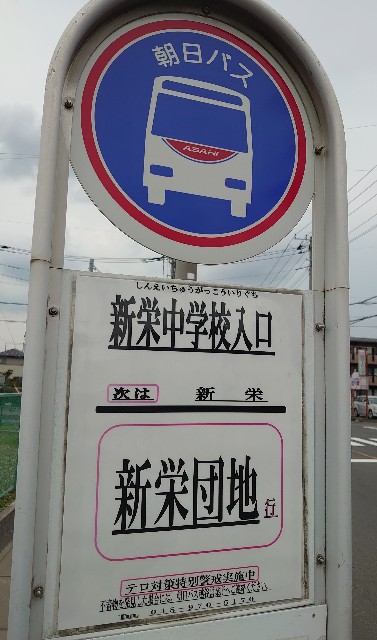 朝日バス
ASAHI
しんえいちゅうがっこういりぐち
新栄中学校入口
次は 新栄
新栄団地行
テロ対策特別警戒実施中